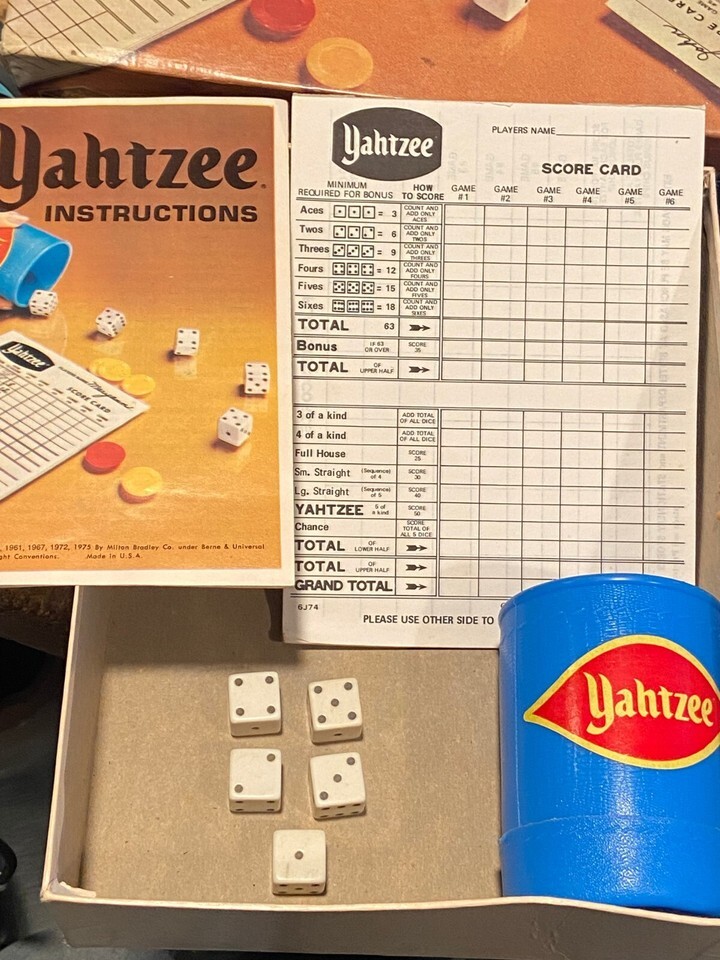 Yahtzee
INSTRUCTIONS
YAHTZEE
SCORE CARD
1961, 1967, 1972, 1975 By Milton Bradley Co. under Berne & Universal
ght Conventions. Made in U.S.A.
Yahtzee
PLAYERS NAME
SCORE CARD
MINIMUM REQUIRED FOR BONUS HOW TO SCORE GAME #1 GAME #2 GAME #3 GAME #4 GAME #5 GAME #6
Aces = 3 COUNT AND ADD ONLY ACES
Twos = 6 COUNT AND ADD ONLY TWOS
Threes = 9 COUNT AND ADD ONLY THREES
Fours = 12 COUNT AND ADD ONLY FOURS
Fives = 15 COUNT AND ADD ONLY FIVES
Sixes = 18 COUNT AND ADD ONLY SIXES
TOTAL 63
Bonus IF 63 OR OVER SCORE 35
TOTAL OF UPPER HALF
3 of a kind ADD TOTAL OF ALL DICE
4 of a kind ADD TOTAL OF ALL DICE
Full House SCORE 25
Sm. Straight (Sequence) of 4 SCORE 30
Lg. Straight (Sequence) of 5 SCORE 40
YAHTZEE 5 of a kind SCORE 50
Chance SCORE TOTAL OF ALL 5 DICE
TOTAL OF LOWER HALF
TOTAL OF UPPER HALF
GRAND TOTAL
6J74
PLEASE USE OTHER SIDE TO
Yahtzee